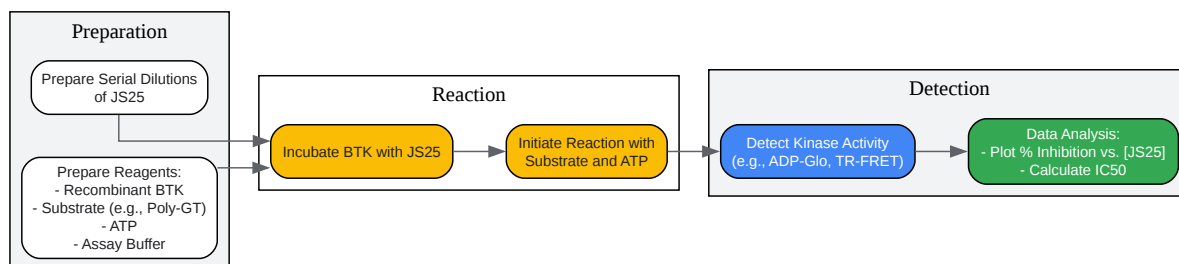 Preparation
Prepare Serial Dilutions
of JS25
Prepare Reagents:
- Recombinant BTK
- Substrate (e.g., Poly-GT)
- ATP
- Assay Buffer
Reaction
Incubate BTK with JS25
Initiate Reaction with
Substrate and ATP
Detection
Detect Kinase Activity
(e.g., ADP-Glo, TR-FRET)
Data Analysis:
- Plot % Inhibition vs. [JS25]
- Calculate IC50